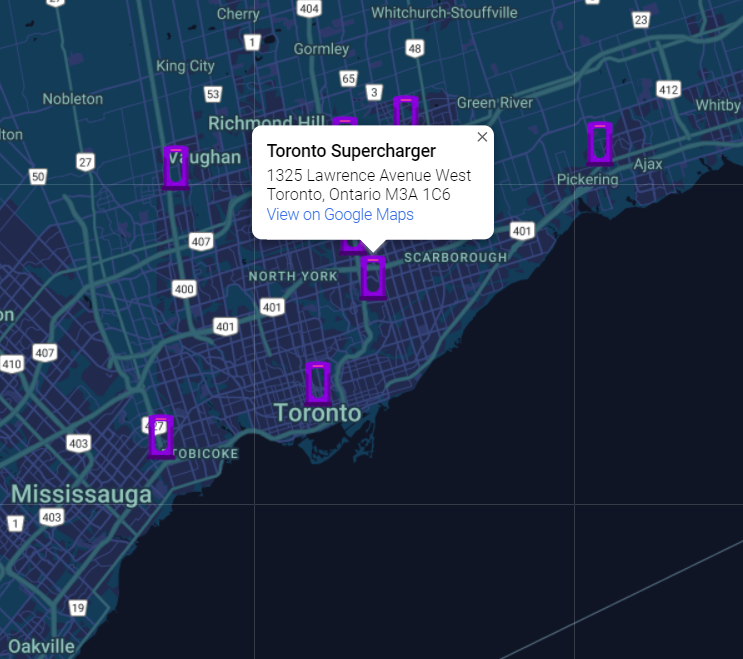 Cherry
404
Whitchurch-Stouffville
23
1
Gormley
48
King City
65
3
412
Nobleton
53
Green River
Whitby
Richmond Hill
Vaughan
27
50
Ajax
Pickering
Toronto Supercharger
1325 Lawrence Avenue West
Toronto, Ontario M3A 1C6
View on Google Maps
407
401
SCARBOROUGH
NORTH YORK
400
401
401
407
410
Toronto
427
403
TOBICOKE
Mississauga
1
403
19
Oakville